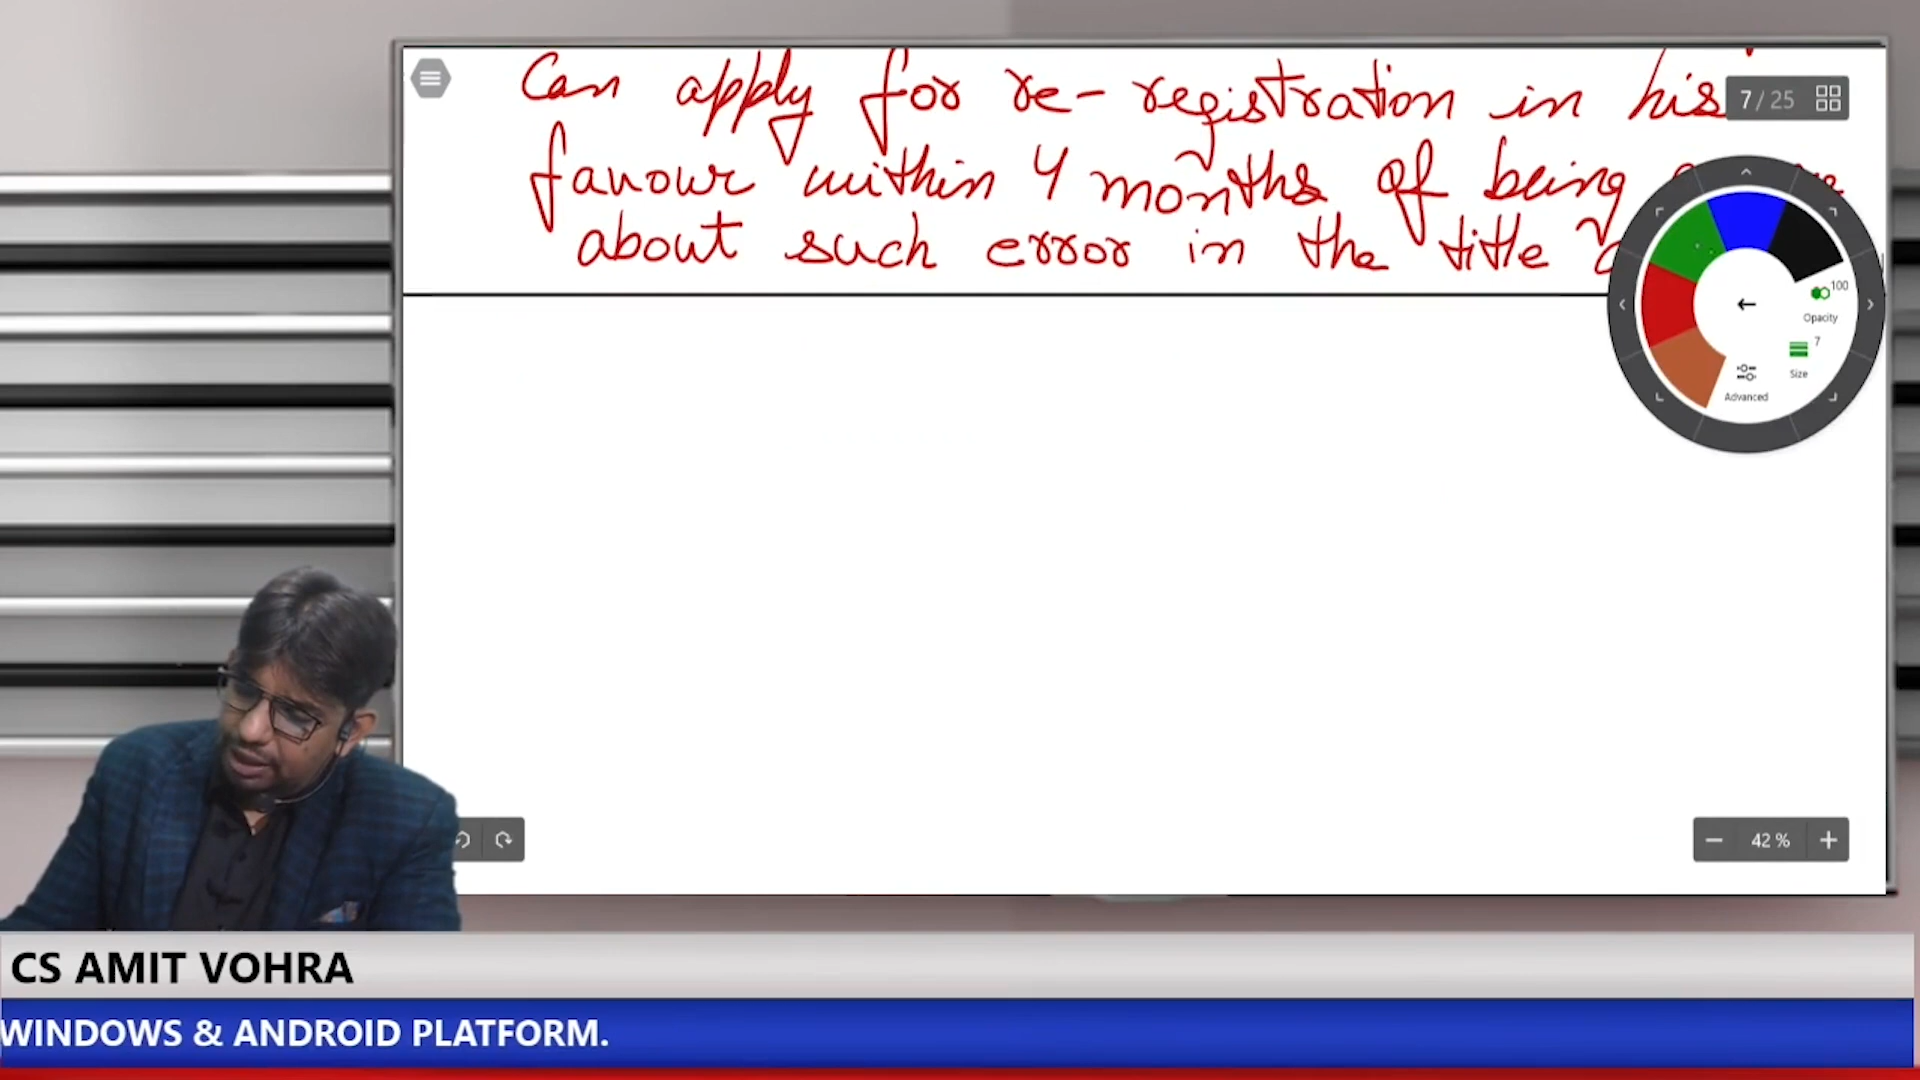 Can apply for re-registration in his
7 / 25
favour within 4 months of being
about such error in the title
100
Opacity
7
Size
Advanced
42 %
CS AMIT VOHRA
WINDOWS & ANDROID PLATFORM.